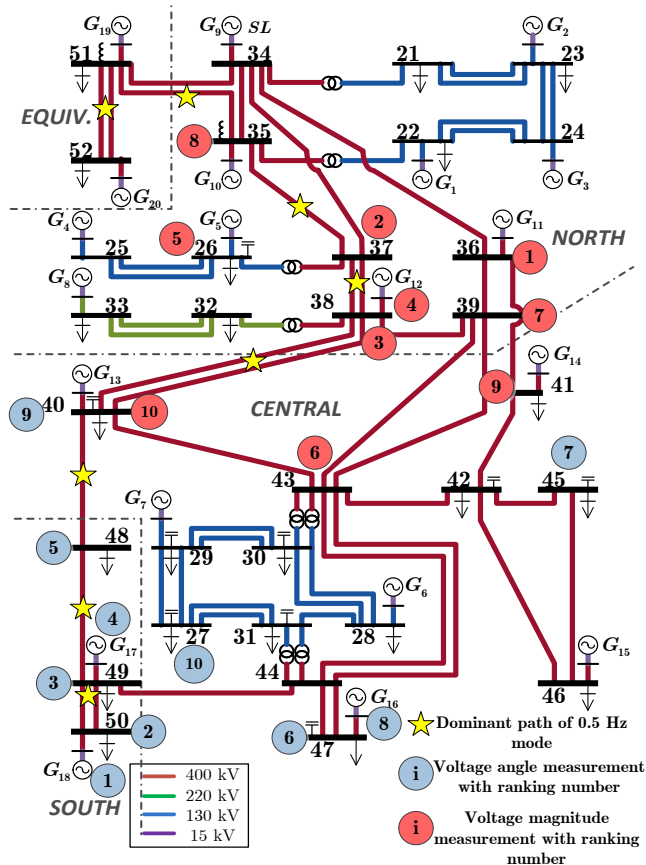 G19 G9 SL G2
51 34 21 23
EQUIV.
8 35 22 24
52 G10 G1 G3
G20
G4 5 G5 2 G11 NORTH
25 26 37 36 1
G8 G12
33 32 38 4 39 7
3
G13 G14
9 40 10 CENTRAL 9 41
6 7
43 42 45
G7
5 48 29 30
G6
4 27 31 28
G17 10 G15
3 49 44 46
50 2 6 47 G16 8
G18 1
SOUTH
400 kV
220 kV
130 kV
15 kV
Dominant path of 0.5 Hz
mode
i Voltage angle measurement
with ranking number
i Voltage magnitude
measurement with ranking
number